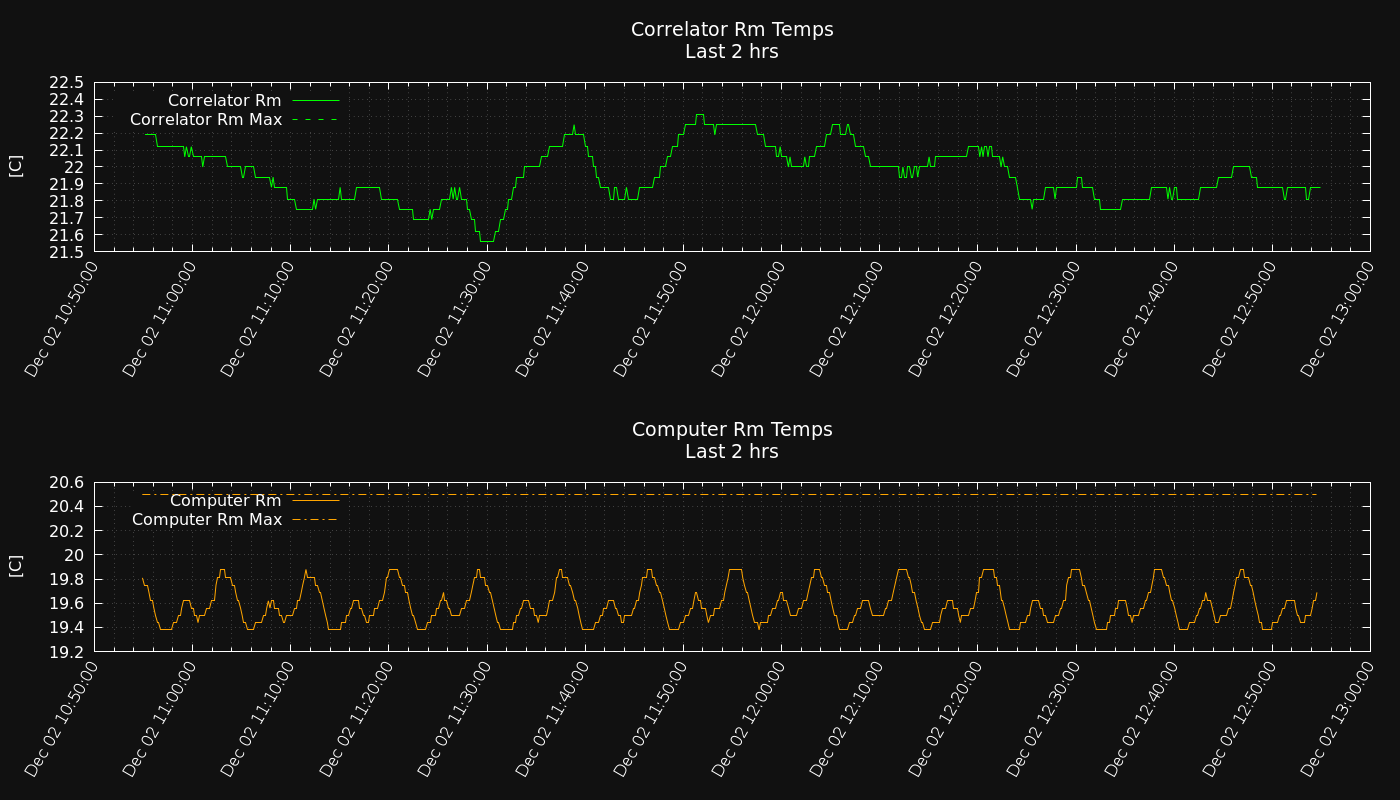 Correlator Rm Temps
Last 2 hrs
22.5
22.4
22.3
22.2
22.1
22
21.9
21.8
21.7
21.6
21.5
[C]
Correlator Rm
Correlator Rm Max
Dec 02 10:50:00
Dec 02 11:00:00
Dec 02 11:10:00
Dec 02 11:20:00
Dec 02 11:30:00
Dec 02 11:40:00
Dec 02 11:50:00
Dec 02 12:00:00
Dec 02 12:10:00
Dec 02 12:20:00
Dec 02 12:30:00
Dec 02 12:40:00
Dec 02 12:50:00
Dec 02 13:00:00
Computer Rm Temps
Last 2 hrs
20.6
20.4
20.2
20
19.8
19.6
19.4
19.2
[C]
Computer Rm
Computer Rm Max
Dec 02 10:50:00
Dec 02 11:00:00
Dec 02 11:10:00
Dec 02 11:20:00
Dec 02 11:30:00
Dec 02 11:40:00
Dec 02 11:50:00
Dec 02 12:00:00
Dec 02 12:10:00
Dec 02 12:20:00
Dec 02 12:30:00
Dec 02 12:40:00
Dec 02 12:50:00
Dec 02 13:00:00